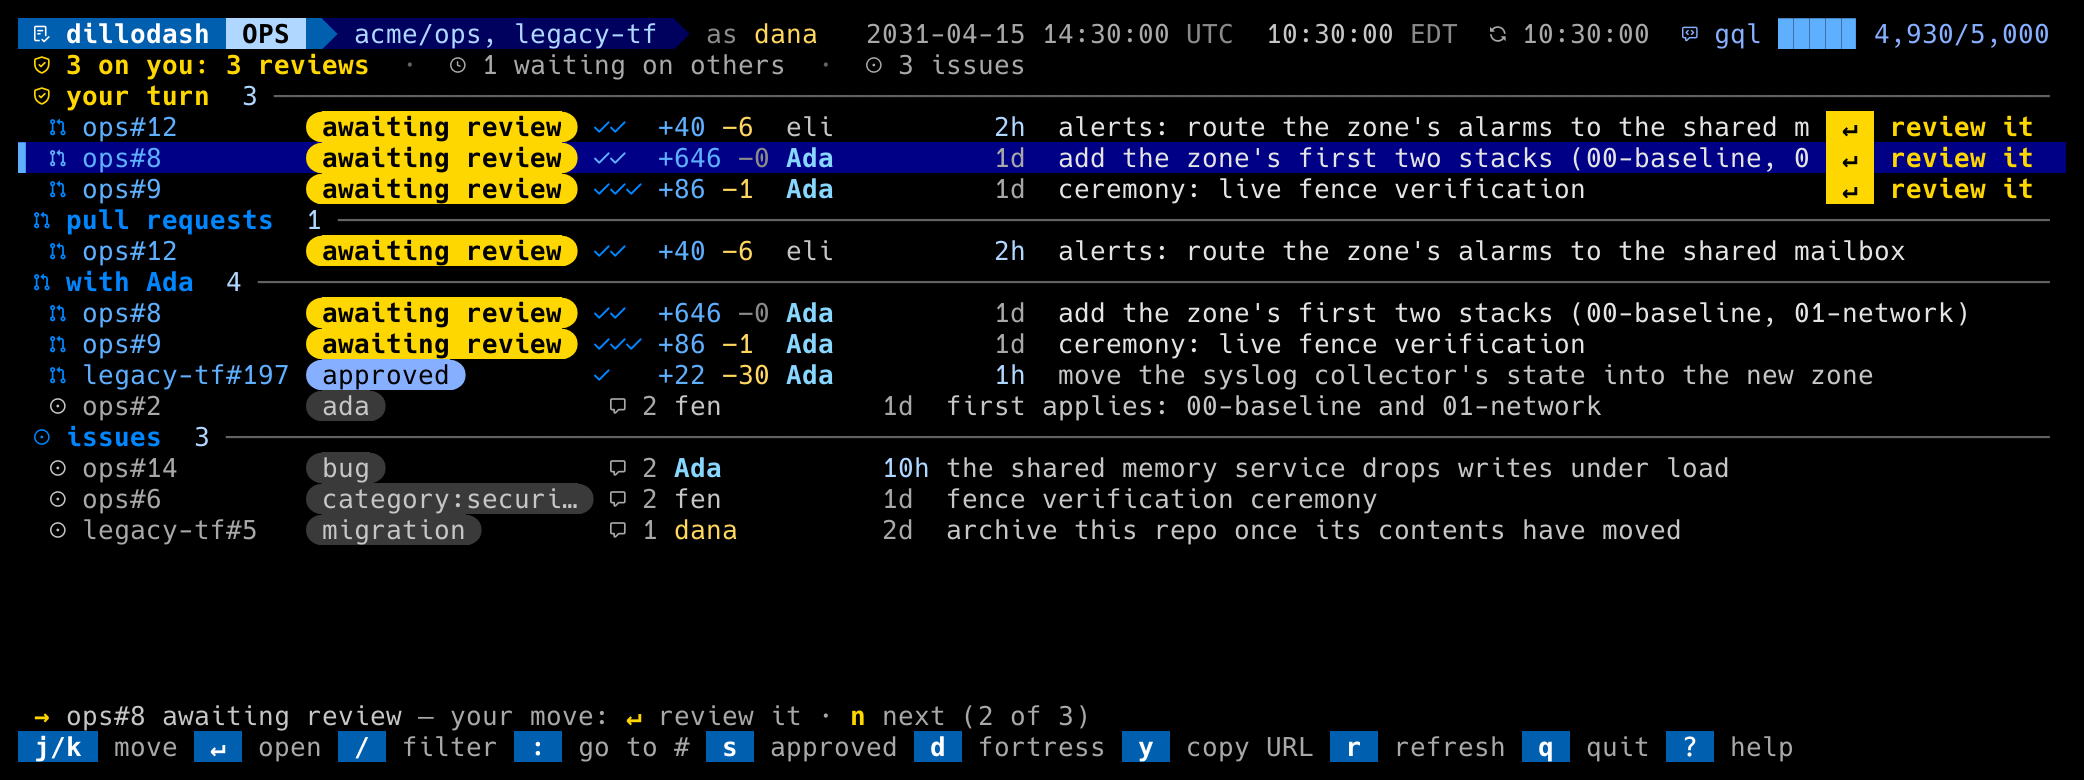 dillodash OPS acme/ops, legacy-tf as dana 2031-04-15 14:30:00 UTC 10:30:00 EDT 10:30:00 gql 4,930/5,000
3 on you: 3 reviews · 1 waiting on others · 3 issues
your turn 3
ops#12 awaiting review ✓✓ +40 −6 eli 2h alerts: route the zone's alarms to the shared m ↵ review it
ops#8 awaiting review ✓✓ +646 −0 Ada 1d add the zone's first two stacks (00-baseline, 0 ↵ review it
ops#9 awaiting review ✓✓✓ +86 −1 Ada 1d ceremony: live fence verification ↵ review it
pull requests 1
ops#12 awaiting review ✓✓ +40 −6 eli 2h alerts: route the zone's alarms to the shared mailbox
with Ada 4
ops#8 awaiting review ✓✓ +646 −0 Ada 1d add the zone's first two stacks (00-baseline, 01-network)
ops#9 awaiting review ✓✓✓ +86 −1 Ada 1d ceremony: live fence verification
legacy-tf#197 approved ✓ +22 −30 Ada 1h move the syslog collector's state into the new zone
ops#2 ada 2 fen 1d first applies: 00-baseline and 01-network
issues 3
ops#14 bug 2 Ada 10h the shared memory service drops writes under load
ops#6 category:securi… 2 fen 1d fence verification ceremony
legacy-tf#5 migration 1 dana 2d archive this repo once its contents have moved
→ ops#8 awaiting review — your move: ↵ review it · n next (2 of 3)
j/k move ↵ open / filter : go to # s approved d fortress y copy URL r refresh q quit ? help